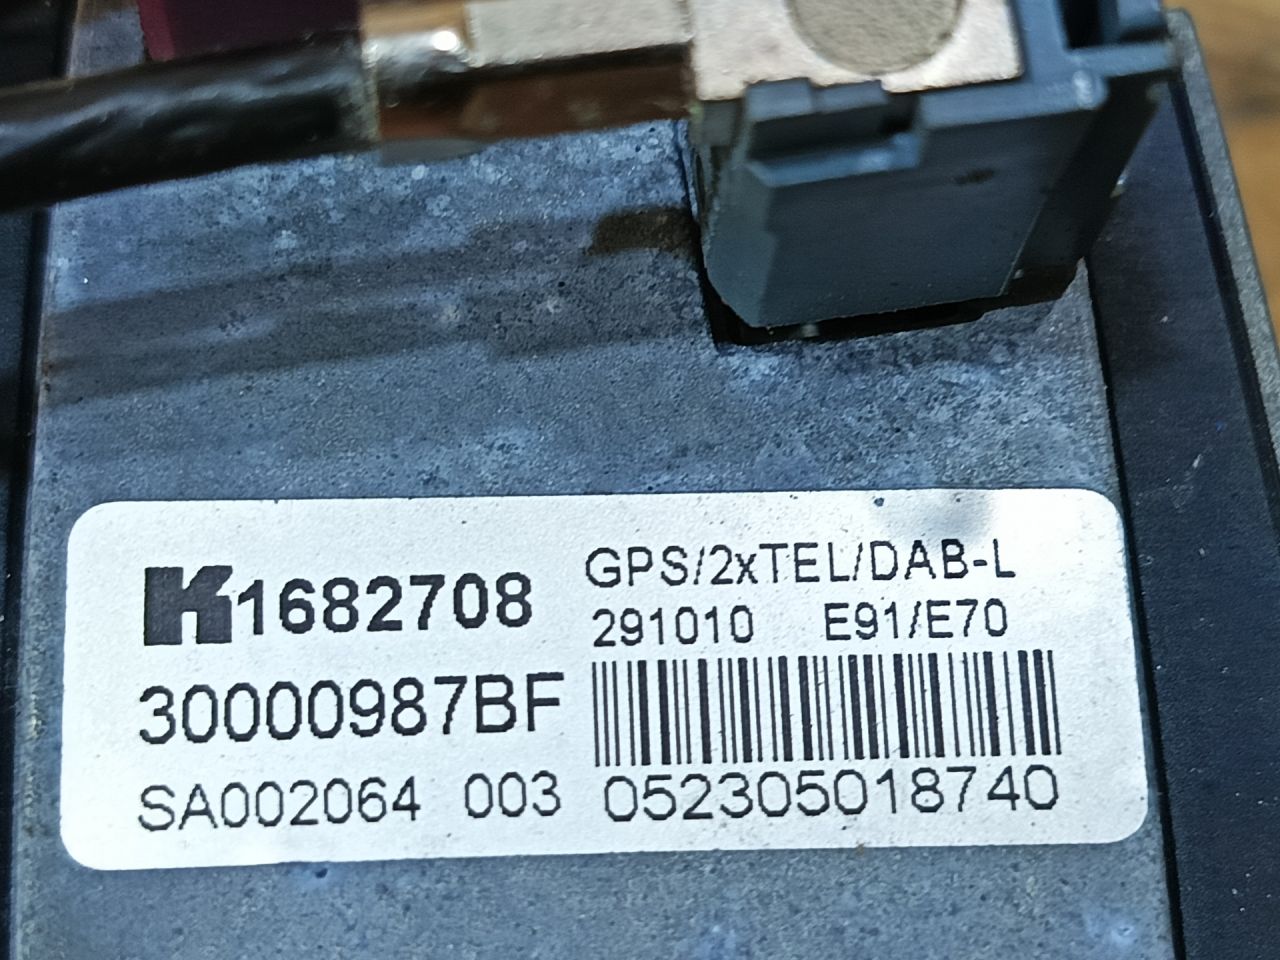 K1682708
GPS/2xTEL/DAB-L
291010 E91/E70
30000987BF
SA002064 003
052305018740